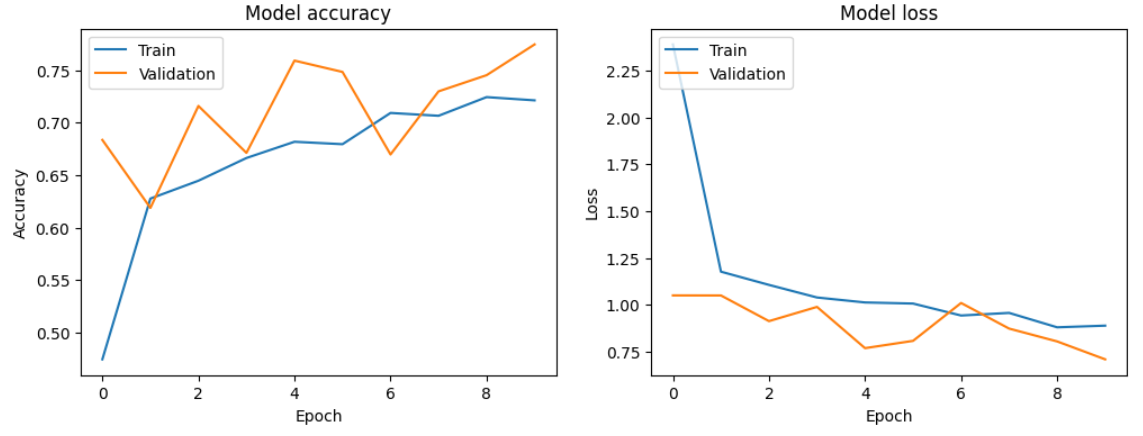 Model accuracy
Train
Validation
0.75
0.70
0.65
0.60
0.55
0.50
Accuracy
0 2 4 6 8
Epoch
Model loss
Train
Validation
2.25
2.00
1.75
1.50
1.25
1.00
0.75
Loss
0 2 4 6 8
Epoch